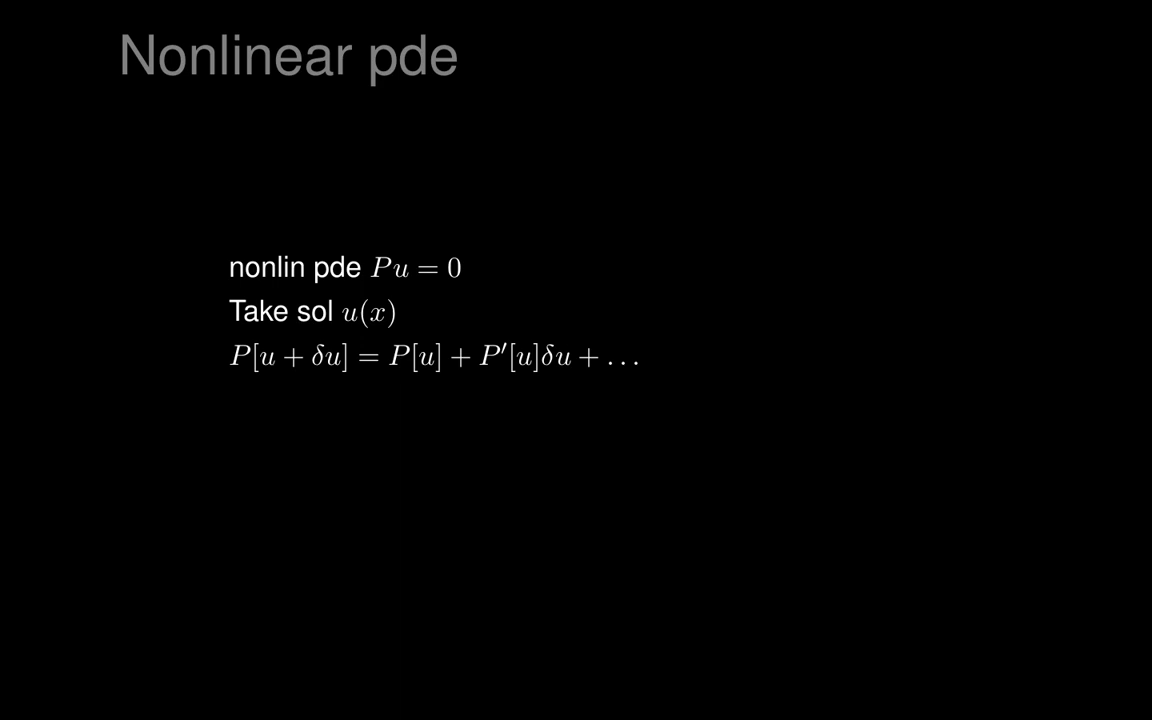 Nonlinear pde
nonlin pde Pu = 0
Take sol u(x)
P[u + δu] = P[u] + P′[u]δu + . . .